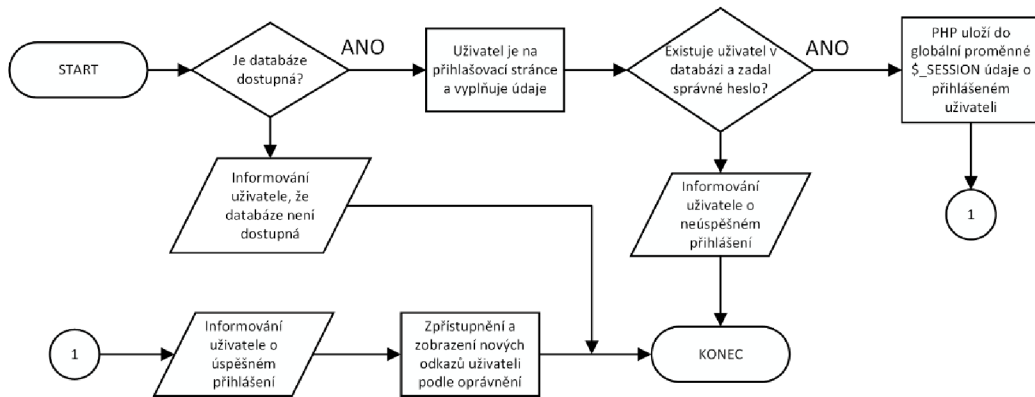 START
Je databáze
dostupná?
ANO
Uživatel je na
přihlašovací stránce
a vyplňuje údaje
Existuje uživatel v
databázi a zadal
správné heslo?
ANO
PHP uloží do
globální proměnné
$_SESSION údaje o
přihlášeném
uživateli
Informování
uživatele, že
databáze není
dostupná
Informování
uživatele o
neúspěšném
přihlášení
1
1
Informování
uživatele o
úspěšném
přihlášení
Zpřístupnění a
zobrazení nových
odkazů uživateli
podle oprávnění
KONEC